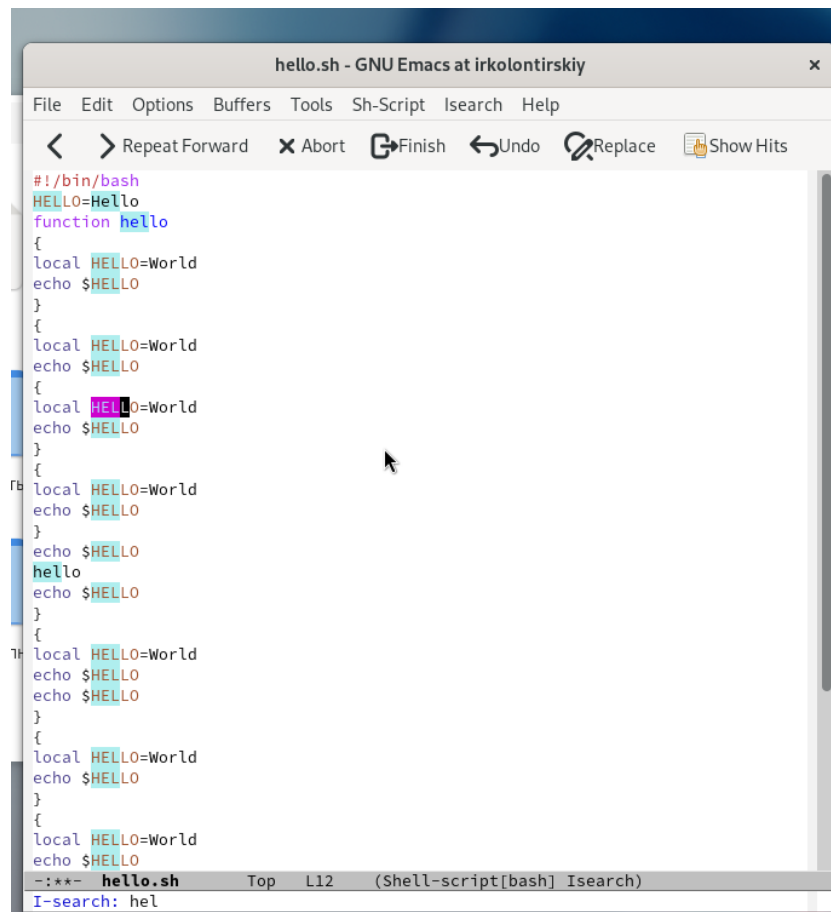 hello.sh - GNU Emacs at irkolontirskiy ×
File Edit Options Buffers Tools Sh-Script Isearch Help
Repeat Forward Abort Finish Undo Replace Show Hits
#!/bin/bash
HELLO=Hello
function hello
{
local HELLO=World
echo $HELLO
}
{
local HELLO=World
echo $HELLO
{
local HELLO=World
echo $HELLO
}
{
local HELLO=World
echo $HELLO
}
echo $HELLO
hello
echo $HELLO
}
{
local HELLO=World
echo $HELLO
echo $HELLO
}
{
local HELLO=World
echo $HELLO
}
{
local HELLO=World
echo $HELLO
-:**- hello.sh Top L12 (Shell-script[bash] Isearch)
I-search: hel